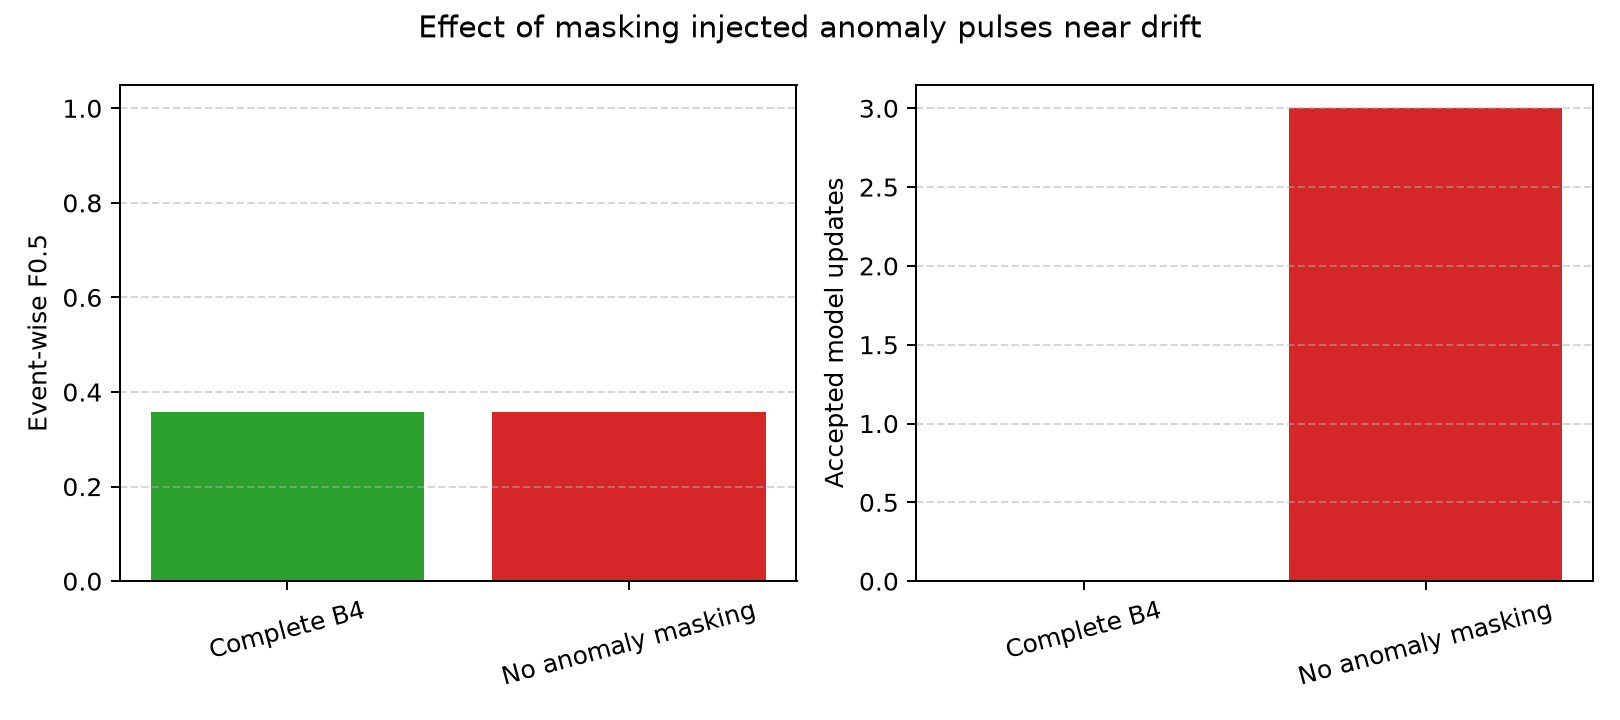 Effect of masking injected anomaly pulses near drift
Event-wise F0.5
1.0
0.8
0.6
0.4
0.2
0.0
Complete B4
No anomaly masking
Accepted model updates
3.0
2.5
2.0
1.5
1.0
0.5
0.0
Complete B4
No anomaly masking